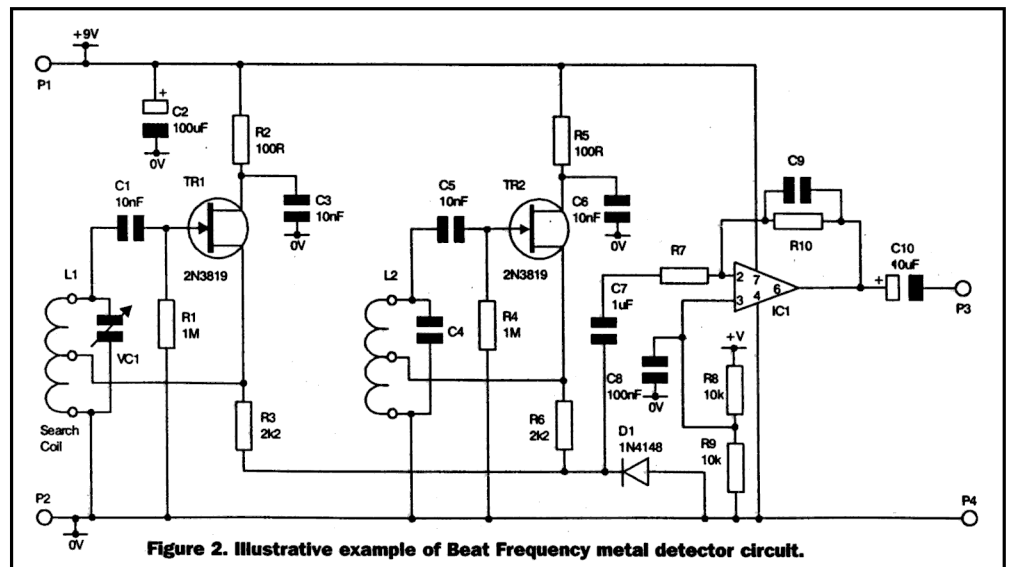 +9V
P1
+
C2
100uF
0V
R2
100R
R5
100R
C1
10nF
TR1
C3
10nF
0V
2N3819
C5
10nF
TR2
C6
10nF
0V
2N3819
C9
R10
R7
C10
10uF
+
P3
2
7
3
4
6
IC1
L1
VC1
R1
1M
L2
C4
R4
1M
C7
1uF
C8
100nF
0V
+V
R8
10k
R9
10k
R3
2k2
R6
2k2
D1
1N4148
Search
Coil
P2
0V
P4
Figure 2. Illustrative example of Beat Frequency metal detector circuit.